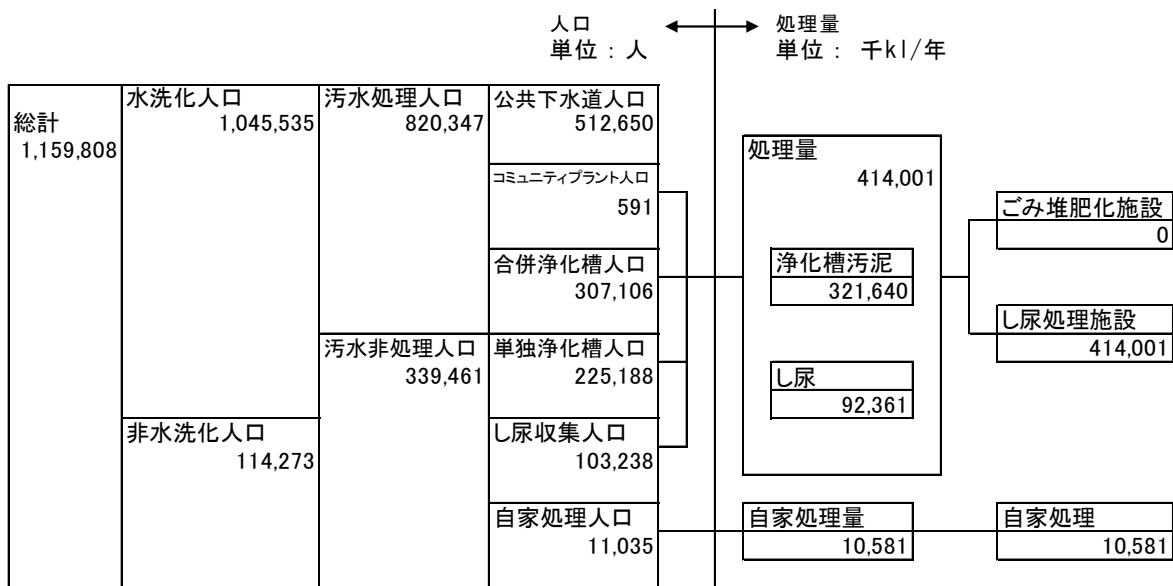 人口
単位：人
処理量
単位： 千kl/年
総計
1,159,808
水洗化人口
1,045,535
非水洗化人口
114,273
汚水処理人口
820,347
汚水非処理人口
339,461
公共下水道人口
512,650
コミュニティプラント人口
591
合併浄化槽人口
307,106
単独浄化槽人口
225,188
し尿収集人口
103,238
自家処理人口
11,035
処理量
414,001
浄化槽汚泥
321,640
し尿
92,361
自家処理量
10,581
ごみ堆肥化施設
0
し尿処理施設
414,001
自家処理
10,581